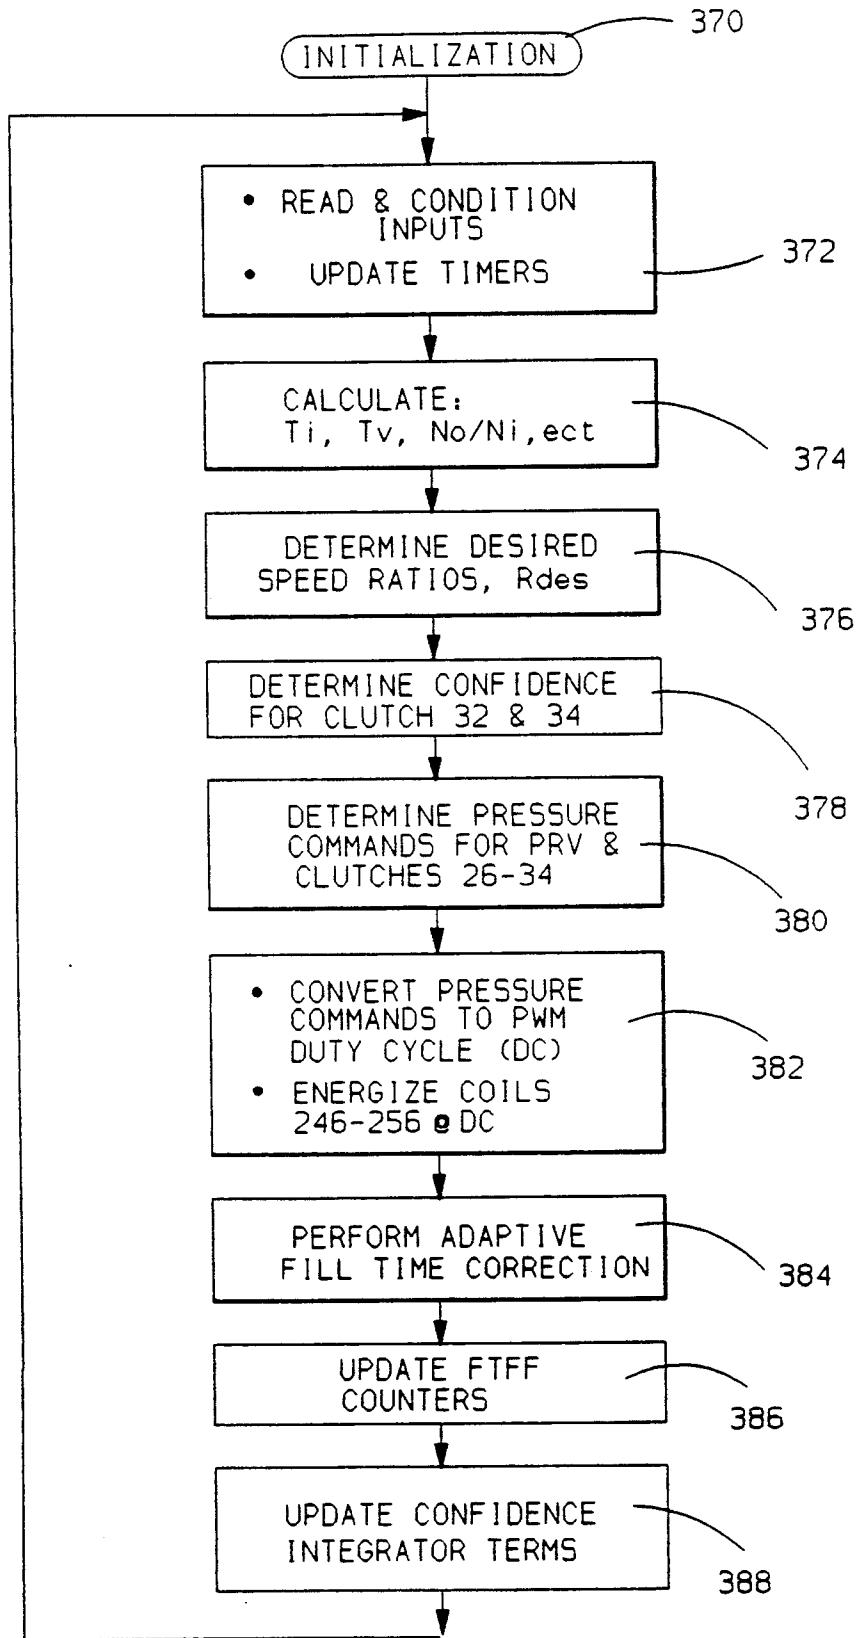 370
INITIALIZATION
• READ & CONDITION
INPUTS
• UPDATE TIMERS
372
CALCULATE:
Ti, Tv, No/Ni,ect
374
DETERMINE DESIRED
SPEED RATIOS, Rdes
376
DETERMINE CONFIDENCE
FOR CLUTCH 32 & 34
378
DETERMINE PRESSURE
COMMANDS FOR PRV &
CLUTCHES 26-34
380
• CONVERT PRESSURE
COMMANDS TO PWM
DUTY CYCLE (DC)
• ENERGIZE COILS
246-256 @ DC
382
PERFORM ADAPTIVE
FILL TIME CORRECTION
384
UPDATE FTFF
COUNTERS
386
UPDATE CONFIDENCE
INTEGRATOR TERMS
388